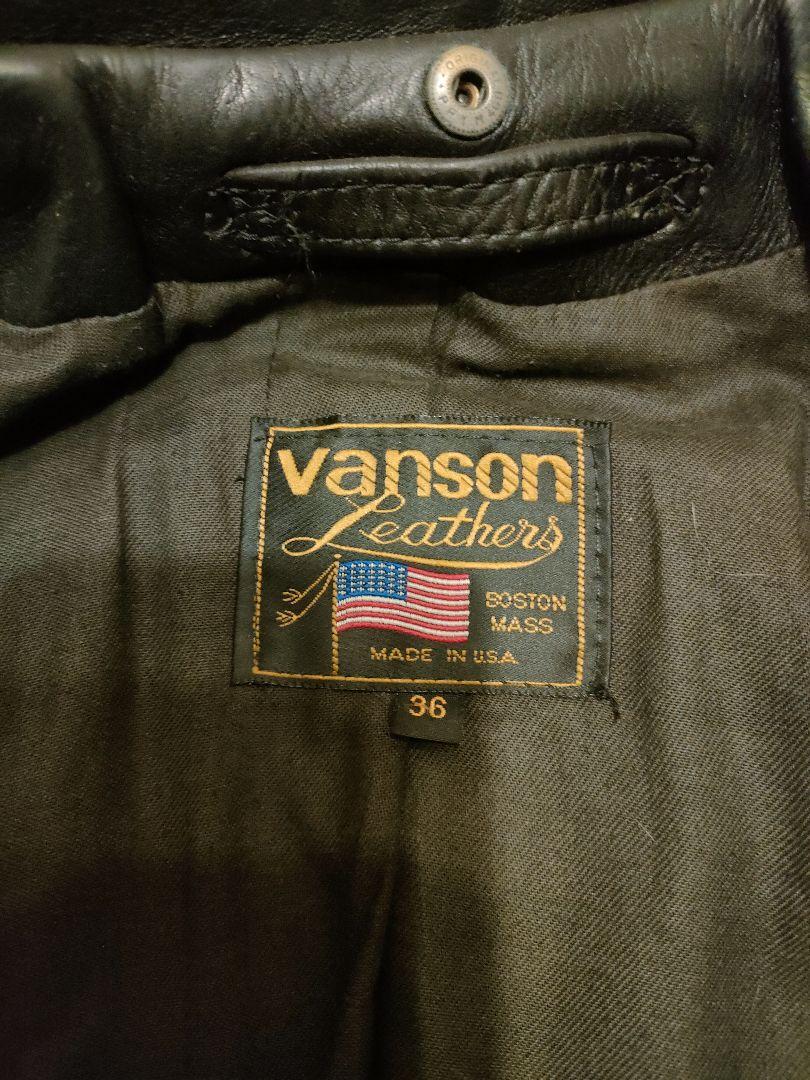 vanson
Leathers
BOSTON
MASS
MADE IN U.S.A.
36